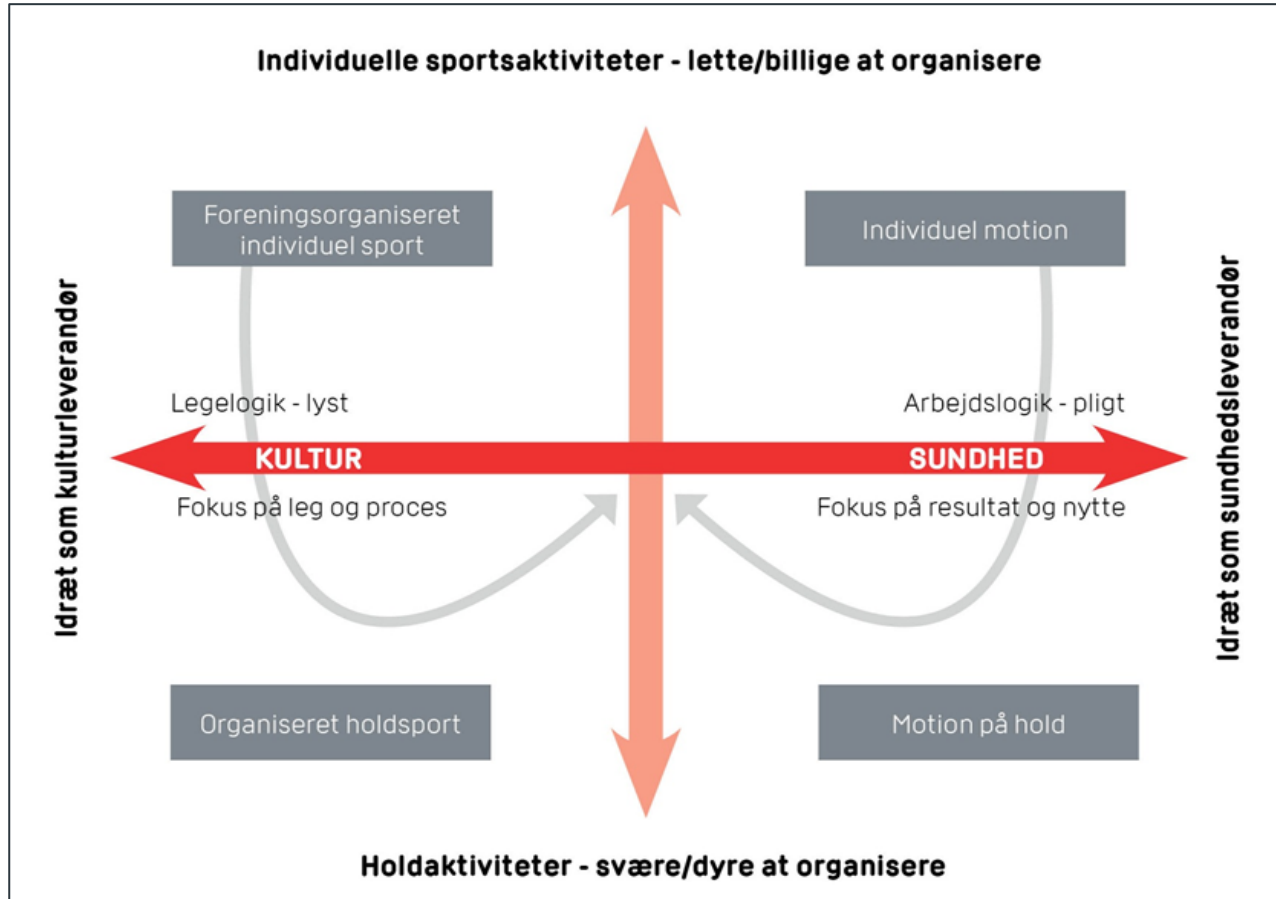 Individuelle sportsaktiviteter - lette/billige at organisere
Foreningsorganiseret
individuel sport
Individuel motion
Idræt som kulturleverandør
Legelogik - lyst
Arbejdslogik - pligt
KULTUR
SUNDHED
Fokus på leg og proces
Fokus på resultat og nytte
Idræt som sundhedsleverandør
Organiseret holdsport
Motion på hold
Holdaktiviteter - svære/dyre at organisere